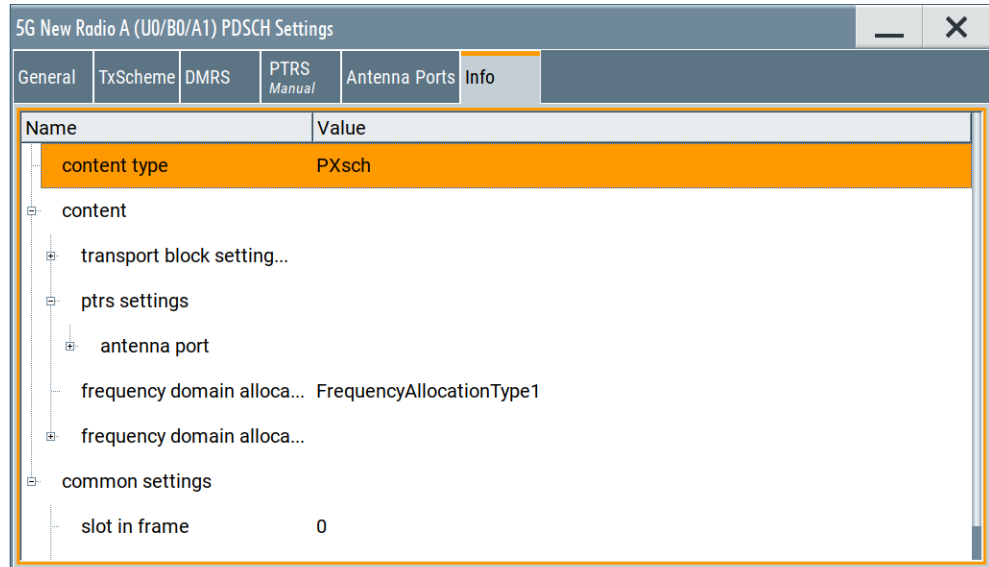 5G New Radio A (U0/B0/A1) PDSCH Settings
General TxScheme DMRS PTRS Manual Antenna Ports Info
Name Value
content type PXsch
content
transport block setting...
ptrs settings
antenna port
frequency domain alloca... FrequencyAllocationType1
frequency domain alloca...
common settings
slot in frame 0